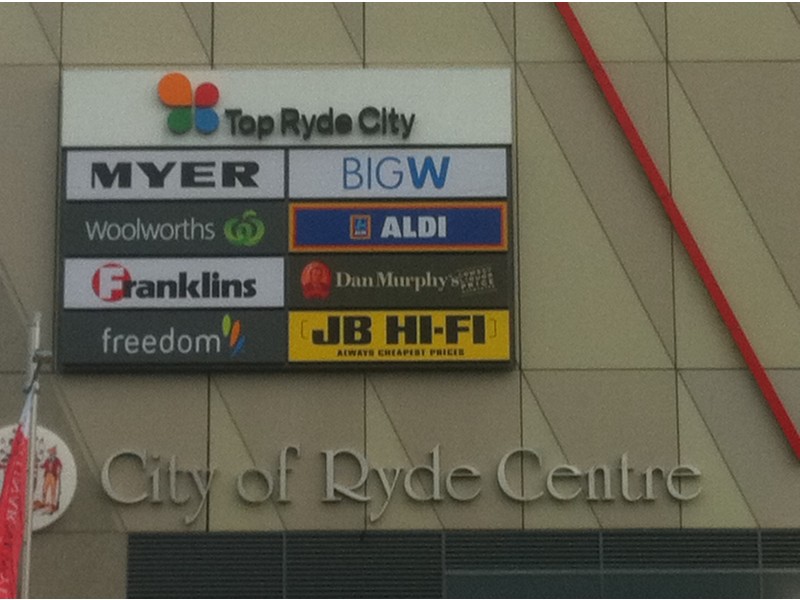 Top Ryde City
MYER
BIGW
Woolworths
ALDI
Franklins
Dan Murphy's
freedom
JB HI-FI
ALWAYS CHEAPEST PRICES
City of Ryde Centre